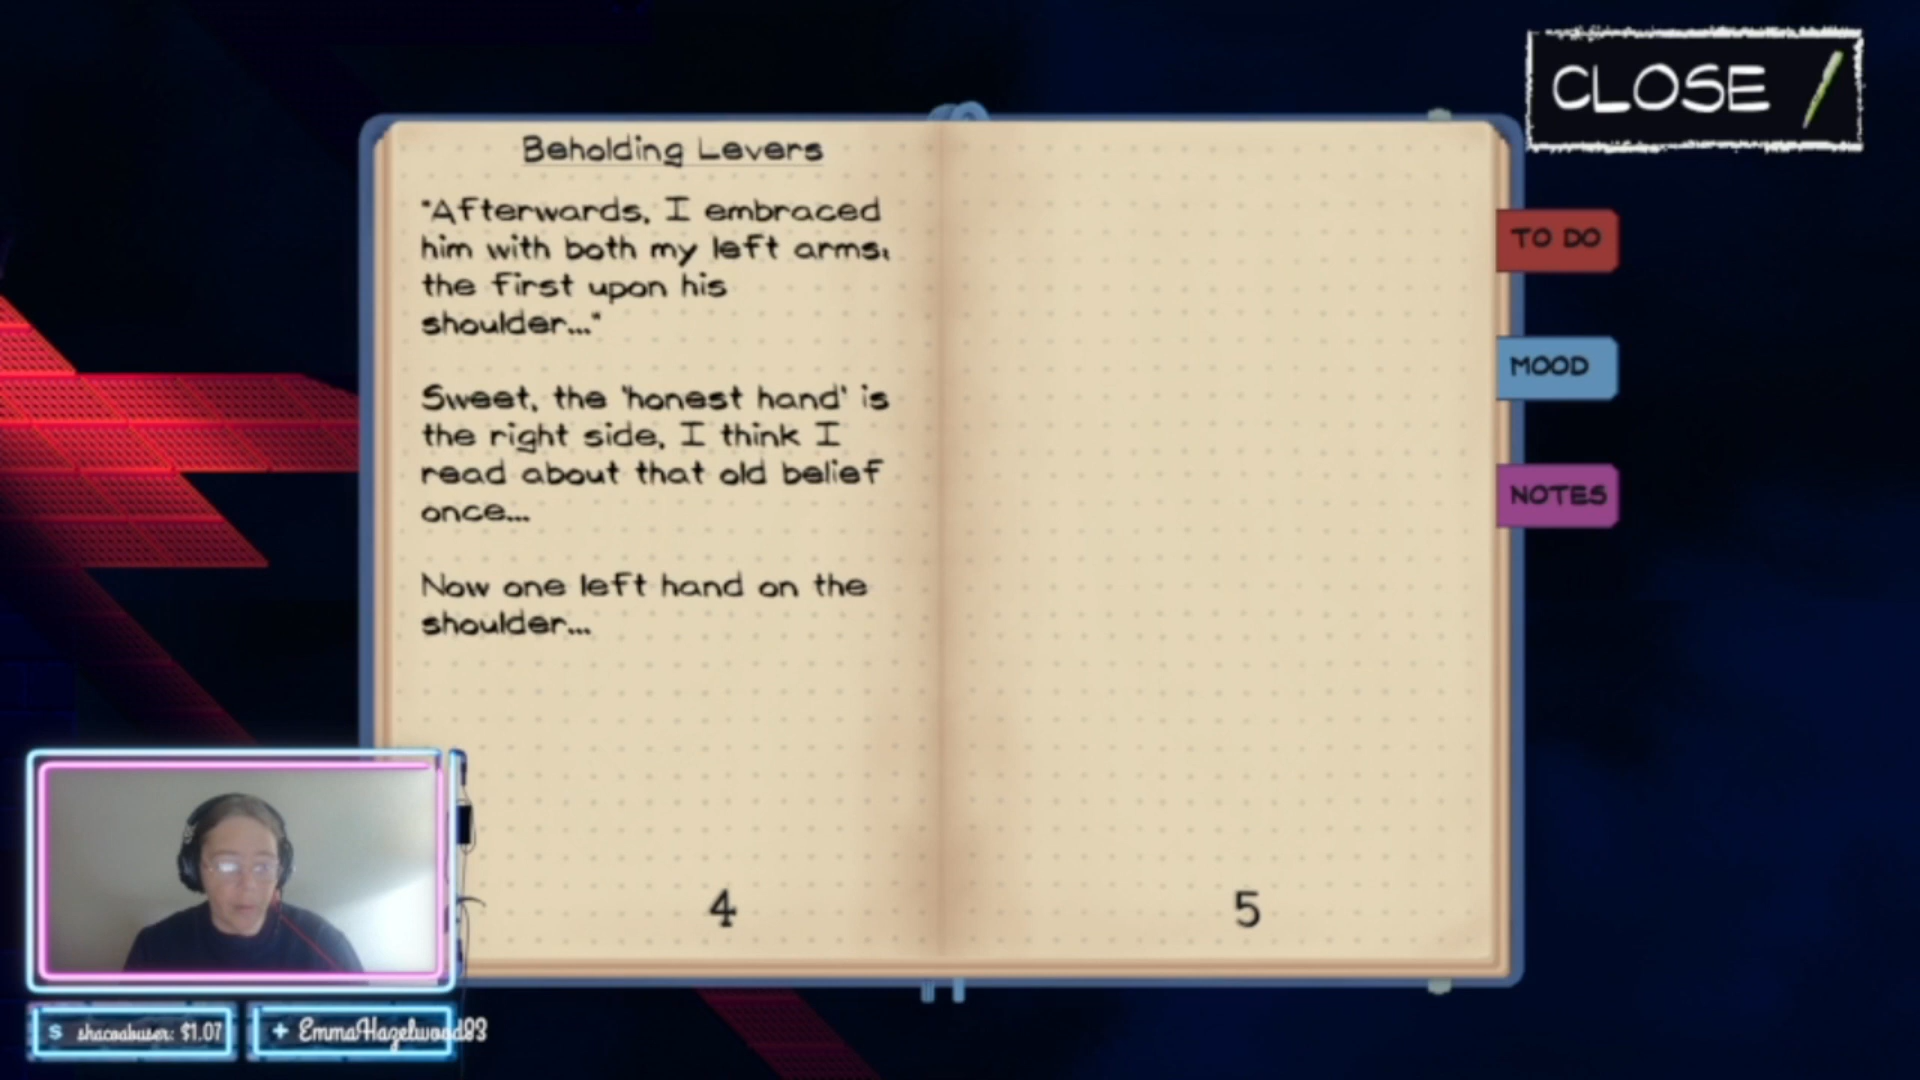 CLOSE
Beholding Levers
"Afterwards, I embraced
him with both my left arms,
the first upon his
shoulder..."
Sweet, the 'honest hand' is
the right side, I think I
read about that old belief
once...
Now one left hand on the
shoulder...
4
5
TO DO
MOOD
NOTES
S shacoabuser: $1.07
+ EmmaHazelwood83